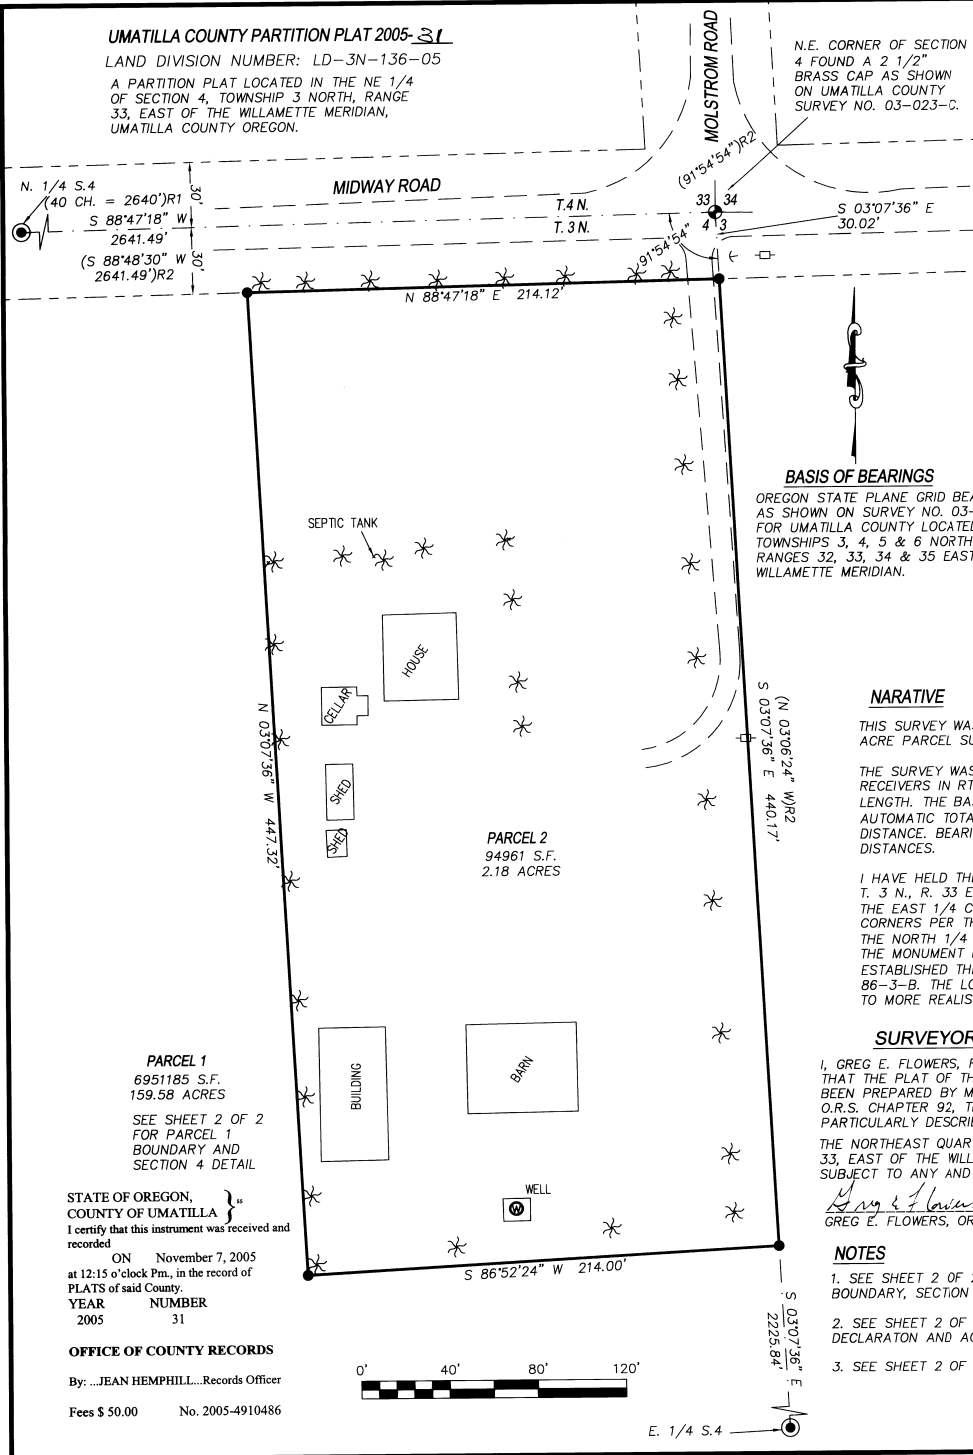 UMATILLA COUNTY PARTITION PLAT 2005-31
LAND DIVISION NUMBER: LD-3N-136-05
A PARTITION PLAT LOCATED IN THE NE 1/4
OF SECTION 4, TOWNSHIP 3 NORTH, RANGE
33, EAST OF THE WILLAMETTE MERIDIAN,
UMATILLA COUNTY OREGON.
MOLSTROM ROAD
N.E. CORNER OF SECTION
4 FOUND A 2 1/2"
BRASS CAP AS SHOWN
ON UMATILLA COUNTY
SURVEY NO. 03-023-C.
(91°54'54")R2
N. 1/4 S.4
(40 CH. = 2640')R1
S 88°47'18" W
2641.49'
(S 88°48'30" W
2641.49')R2
30'
30'
MIDWAY ROAD
T.4 N.
T. 3 N.
33 34
4 3
91°54'54"
S 03°07'36" E
30.02'
N 88°47'18" E 214.12'
BASIS OF BEARINGS
OREGON STATE PLANE GRID BEA
AS SHOWN ON SURVEY NO. 03-
FOR UMATILLA COUNTY LOCATED
TOWNSHIPS 3, 4, 5 & 6 NORTH
RANGES 32, 33, 34 & 35 EAST
WILLAMETTE MERIDIAN.
SEPTIC TANK
HOUSE
CELLAR
SHED
SHED
N 03°07'36" W 447.32'
(N 03°06'24" W)R2
S 03°07'36" E 440.17'
PARCEL 2
94961 S.F.
2.18 ACRES
NARATIVE
THIS SURVEY WA
ACRE PARCEL SU
THE SURVEY WAS
RECEIVERS IN RT
LENGTH. THE BA
AUTOMATIC TOTA
DISTANCE. BEARI
DISTANCES.
I HAVE HELD THE
T. 3 N., R. 33 E
THE EAST 1/4 C
CORNERS PER TH
THE NORTH 1/4
THE MONUMENT
ESTABLISHED THE
86-3-B. THE LO
TO MORE REALIS
BUILDING
BARN
WELL
W
PARCEL 1
6951185 S.F.
159.58 ACRES
SEE SHEET 2 OF 2
FOR PARCEL 1
BOUNDARY AND
SECTION 4 DETAIL
SURVEYOR
I, GREG E. FLOWERS,
THAT THE PLAT OF TH
BEEN PREPARED BY M
O.R.S. CHAPTER 92, T
PARTICULARLY DESCRIE
THE NORTHEAST QUAR
33, EAST OF THE WILL
SUBJECT TO ANY AND
Greg E Flowers
GREG E. FLOWERS, OR
STATE OF OREGON,
COUNTY OF UMATILLA } ss
I certify that this instrument was received and
recorded
ON November 7, 2005
at 12:15 o'clock Pm., in the record of
PLATS of said County.
YEAR NUMBER
2005 31
OFFICE OF COUNTY RECORDS
By: ...JEAN HEMPHILL...Records Officer
Fees $ 50.00 No. 2005-4910486
S 86°52'24" W 214.00'
S 03°07'36" E
2225.84'
NOTES
1. SEE SHEET 2 OF 2
BOUNDARY, SECTION
2. SEE SHEET 2 OF
DECLARATON AND AC
3. SEE SHEET 2 OF
0' 40' 80' 120'
E. 1/4 S.4